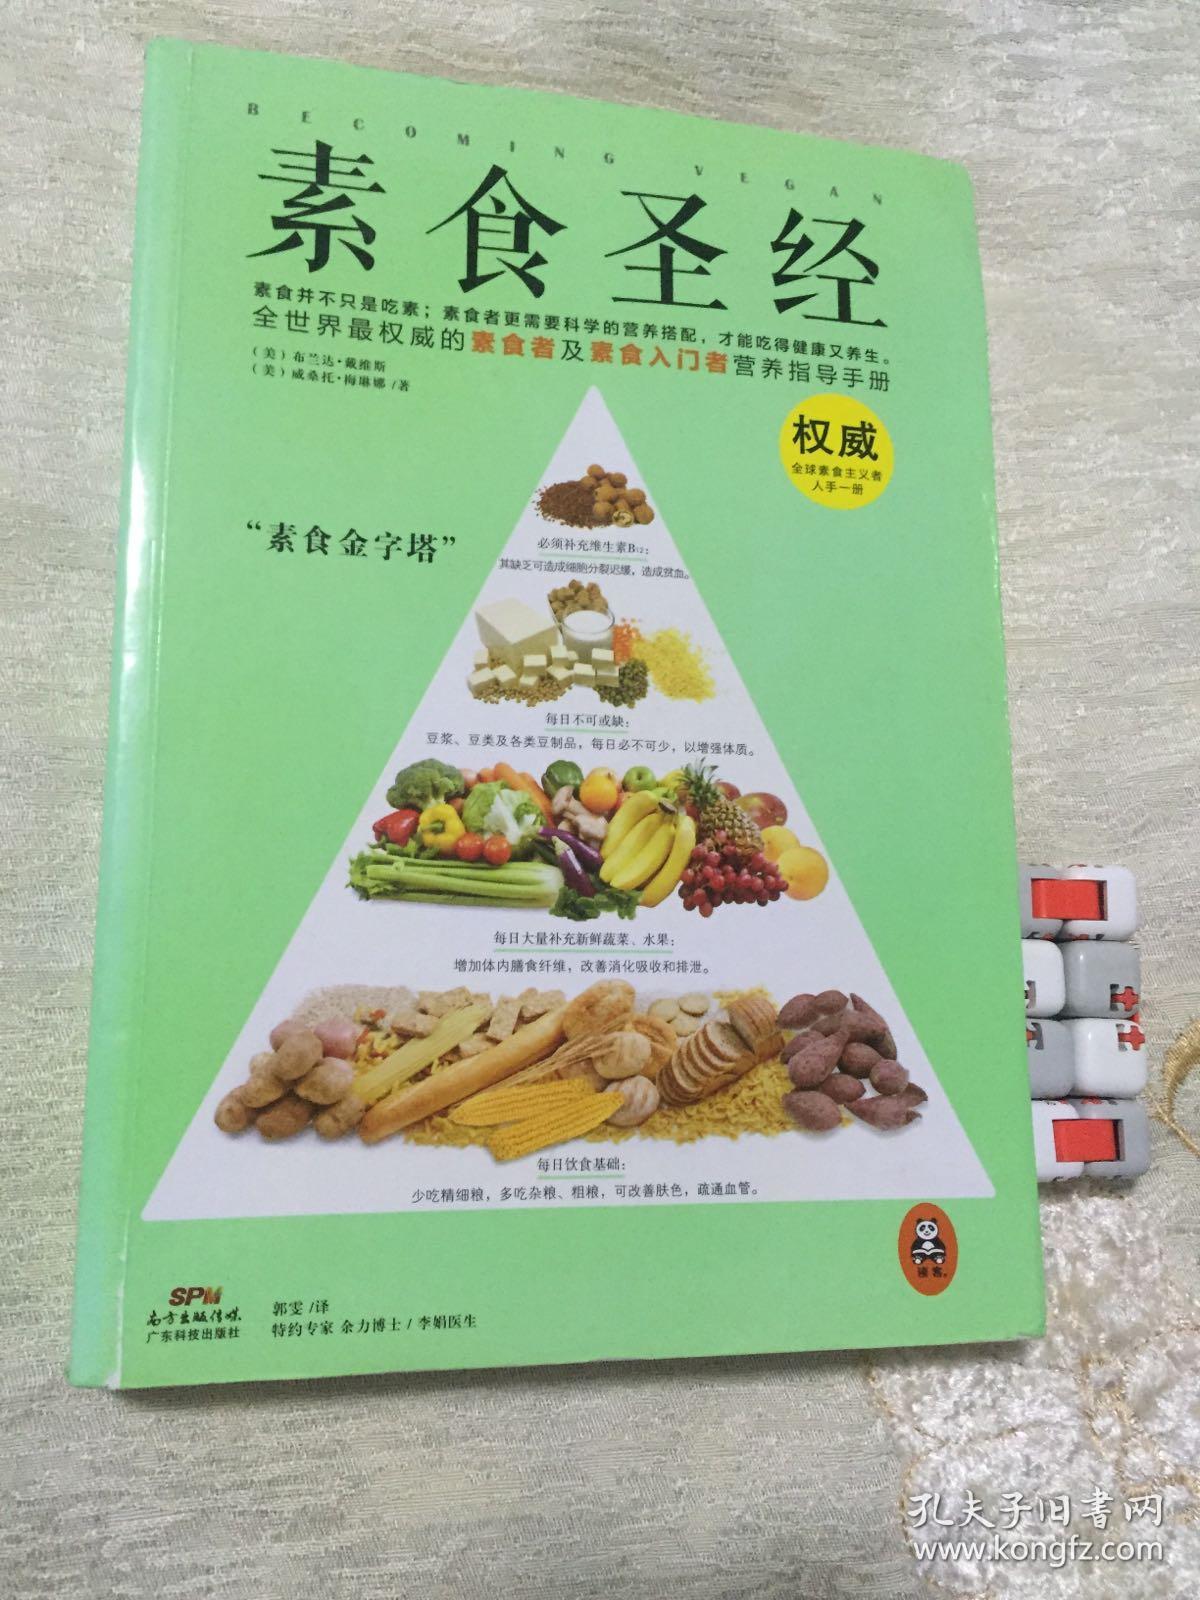 BECOMING VEGAN
素食圣经
素食并不只是吃素；素食者更需要科学的营养搭配，才能吃得健康又养生。
全世界最权威的素食者及素食入门者营养指导手册
（美）布兰达·戴维斯
（美）威桑托·梅琳娜/著
权威
全球素食主义者
人手一册
“素食金字塔”
必须补充维生素B12：
其缺乏可造成细胞分裂迟缓，造成贫血。
每日不可或缺：
豆浆、豆类及各类豆制品，每日必不可少，以增强体质。
每日大量补充新鲜蔬菜、水果：
增加体内膳食纤维，改善消化吸收和排泄。
每日饮食基础：
少吃精细粮，多吃杂粮、粗粮，可改善肤色，疏通血管。
读客®
SPM
南方出版传媒
广东科技出版社
郭雯/译
特约专家 余力博士/李娟医生
孔夫子旧书网
www.kongfz.com